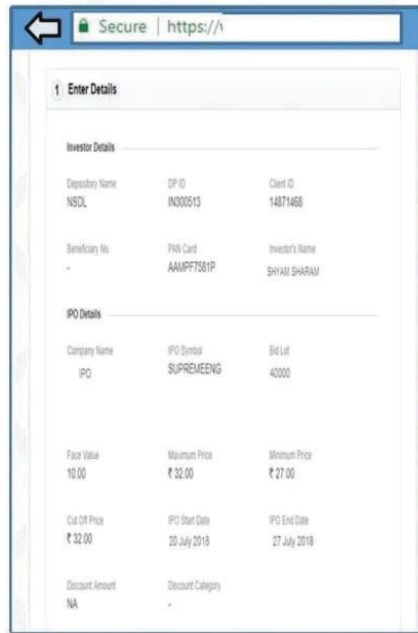 Secure | https://
1 Enter Details
Investor Details
Depository Name DP ID Client ID
NSDL IN300513 14871468
Beneficiary No. PAN Card Investor's Name
- AAMPF7581P SHYAM SHARAM
IPO Details
Company Name IPO Symbol Bid Lot
IPO SUPREMEENG 40000
Face Value Maximum Price Minimum Price
10.00 ₹ 32.00 ₹ 27.00
Cut Off Price IPO Start Date IPO End Date
₹ 32.00 20 July 2018 27 July 2018
Discount Amount Discount Category
NA -